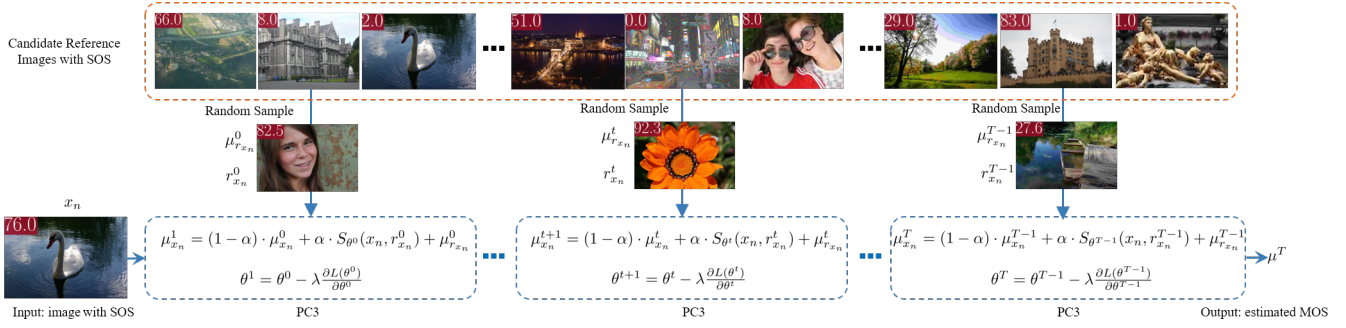 66.0 8.0 2.0 51.0 0.0 8.0 29.0 83.0 1.0
Candidate Reference
Images with SOS
Random Sample Random Sample Random Sample
μ^0_{r_{x_n}} 82.5 μ^t_{r_{x_n}} 92.3 μ^{T−1}_{r_{x_n}} 27.6
r^0_{x_n} r^t_{x_n} r^{T−1}_{x_n}
x_n
76.0
μ^1_{x_n} = (1 − α) · μ^0_{x_n} + α · S_{θ^0}(x_n, r^0_{x_n}) + μ^0_{r_{x_n}}
θ^1 = θ^0 − λ ∂L(θ^0)/∂θ^0
μ^{t+1}_{x_n} = (1 − α) · μ^t_{x_n} + α · S_{θ^t}(x_n, r^t_{x_n}) + μ^t_{r_{x_n}}
θ^{t+1} = θ^t − λ ∂L(θ^t)/∂θ^t
μ^T_{x_n} = (1 − α) · μ^{T−1}_{x_n} + α · S_{θ^{T−1}}(x_n, r^{T−1}_{x_n}) + μ^{T−1}_{r_{x_n}}
θ^T = θ^{T−1} − λ ∂L(θ^{T−1})/∂θ^{T−1}
μ^T
Input: image with SOS PC3 PC3 PC3 Output: estimated MOS